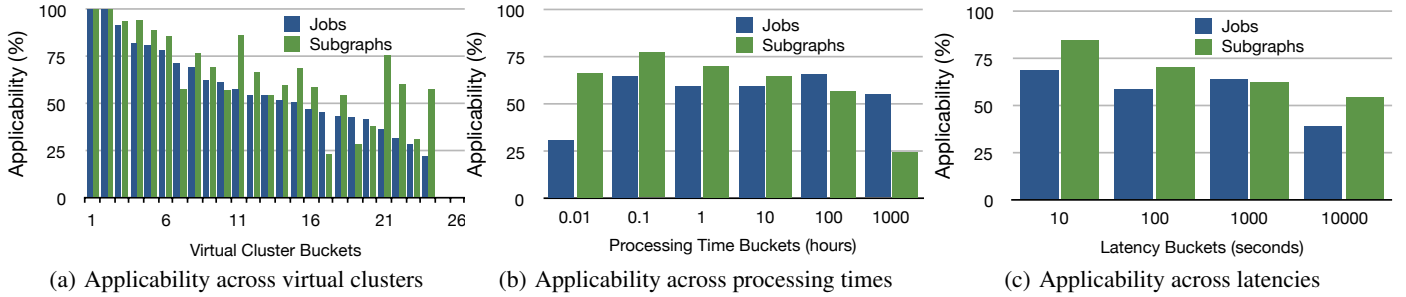 Applicability (%)
100
75
50
25
0
Jobs
Subgraphs
1
6
11
16
21
26
Virtual Cluster Buckets
(a) Applicability across virtual clusters
Applicability (%)
100
75
50
25
0
Jobs
Subgraphs
0.01
0.1
1
10
100
1000
Processing Time Buckets (hours)
(b) Applicability across processing times
Applicability (%)
100
75
50
25
0
Jobs
Subgraphs
10
100
1000
10000
Latency Buckets (seconds)
(c) Applicability across latencies